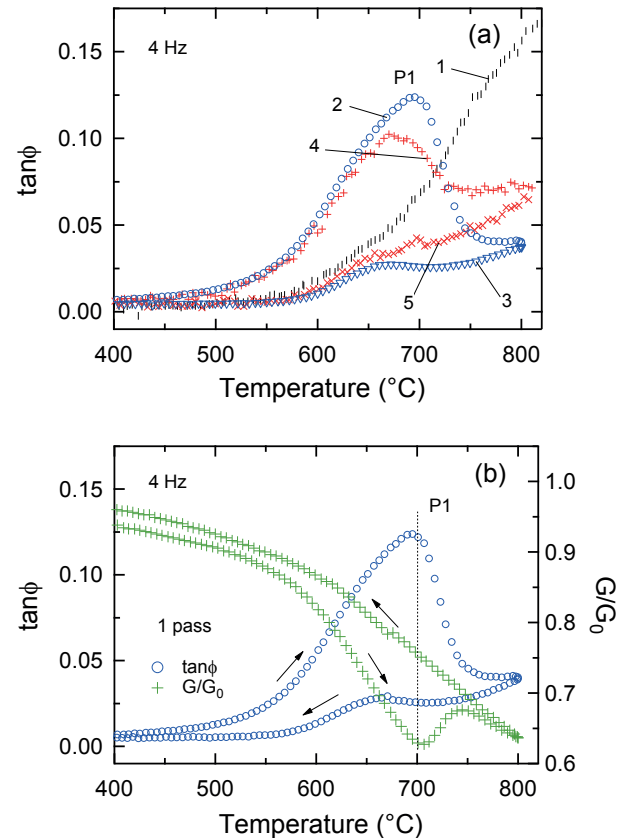 (a)
4 Hz
P1
1
2
4
5
3
0.15
0.10
0.05
0.00
tanϕ
400 500 600 700 800
Temperature (°C)
(b)
4 Hz
P1
1 pass
tanϕ
G/G0
0.15
0.10
0.05
0.00
tanϕ
1.0
0.9
0.8
0.7
0.6
G/G0
400 500 600 700 800
Temperature (°C)